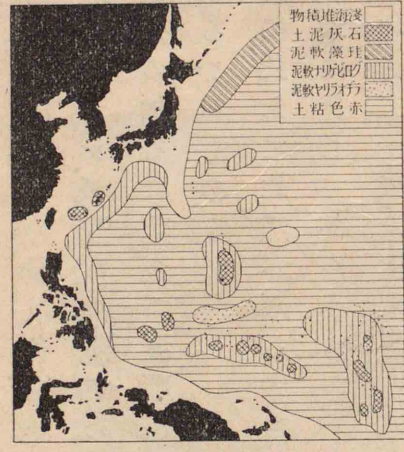 淺海堆積物
石灰泥土
珪藻軟泥
グロビゲリナ軟泥
ラヂオラリヤ軟泥
赤色粘土